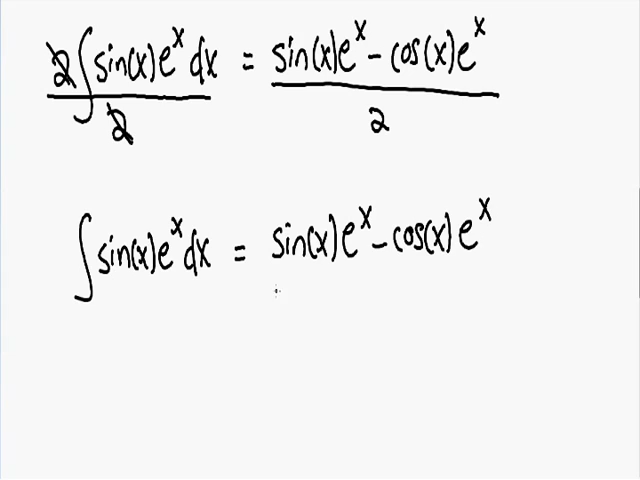 2∫sin(x)e^x dx = sin(x)e^x - cos(x)e^x
2 2
∫sin(x)e^x dx = sin(x)e^x - cos(x)e^x